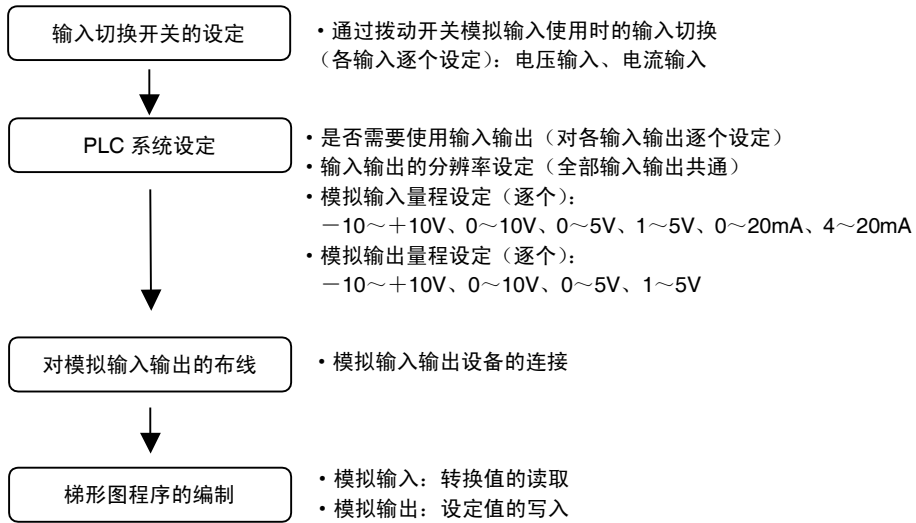 输入切换开关的设定
・通过拨动开关模拟输入使用时的输入切换
（各输入逐个设定）：电压输入、电流输入
PLC 系统设定
・是否需要使用输入输出（对各输入输出逐个设定）
・输入输出的分辨率设定（全部输入输出共通）
・模拟输入量程设定（逐个）：
－10～＋10V、0～10V、0～5V、1～5V、0～20mA、4～20mA
・模拟输出量程设定（逐个）：
－10～＋10V、0～10V、0～5V、1～5V
对模拟输入输出的布线
・模拟输入输出设备的连接
梯形图程序的编制
・模拟输入：转换值的读取
・模拟输出：设定值的写入